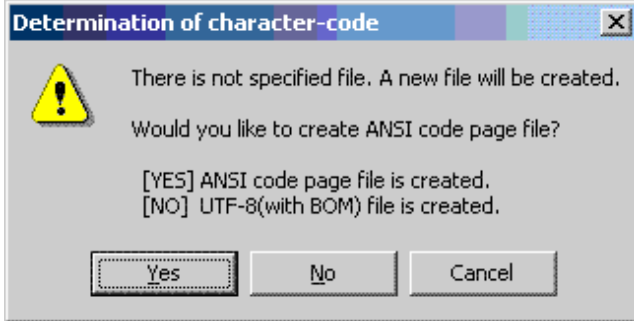 Determination of character-code
There is not specified file. A new file will be created.
Would you like to create ANSI code page file?
[YES] ANSI code page file is created.
[NO] UTF-8(with BOM) file is created.
Yes No Cancel